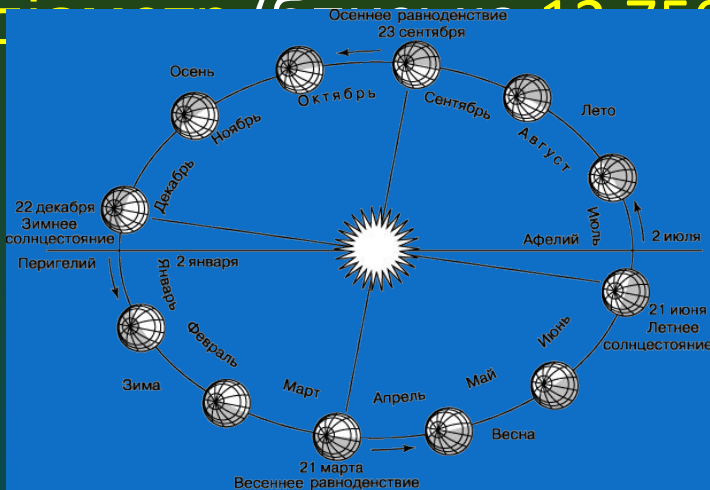 Осеннее равноденствие
23 сентября
Осень
Октябрь
Сентябрь
Лето
Ноябрь
Август
Декабрь
22 декабря
Зимнее
солнцестояние
Июль
2 июля
Афелий
Перигелий
2 января
Январь
21 июня
Летнее
солнцестояние
Июнь
Февраль
Зима
Март
Апрель
Май
Весна
21 марта
Весеннее равноденствие